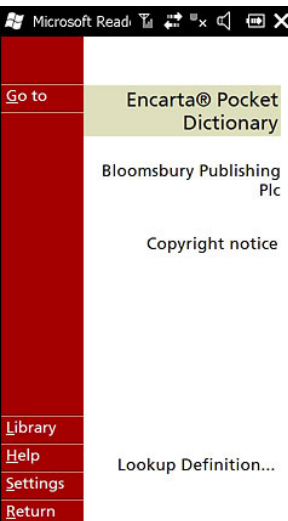 Microsoft Read
Go to
Encarta® Pocket
Dictionary
Bloomsbury Publishing
Plc
Copyright notice
Library
Help
Lookup Definition...
Settings
Return